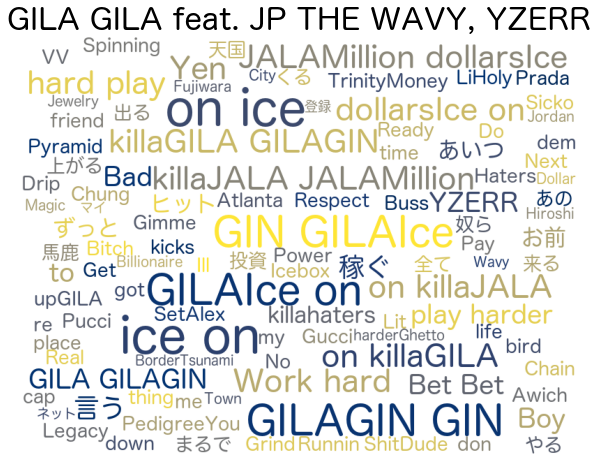 GILA GILA feat. JP THE WAVY, YZERR
VV Spinning 天国 JALAMillion dollarsIce
hard play Yen City くる TrinityMoney LiHoly Prada
Jewelry Fujiwara
friend 出る on ice 登録 dollarsIce on Sicko
Jordan
Pyramid killaGILA GILAGIN Ready Do dem
上がる time あいつ Next
Drip Bad killaJALA JALAMillion Haters Dollar
Magic マイ Chung ヒット Atlanta Respect Buss YZERR あの
Hiroshi
ずっと Gimme GIN GILAIce 奴ら お前
馬鹿 Bitch kicks Power Pay
to Get Billionaire III 投資 Icebox 稼ぐ 全て Wavy 来る
upGILA got GILAIce on on killaJALA
re Pucci SetAlex killahaters Lit play harder
place ice on my Gucci harderGhetto life
Real BorderTsunami No on killaGILA bird
GILA GILAGIN Work hard Bet Bet Chain
cap 言う thing me Town Awich
ネット PedigreeYou GILAGIN GIN Boy
Legacy down まるで Grind Runnin ShitDude don やる